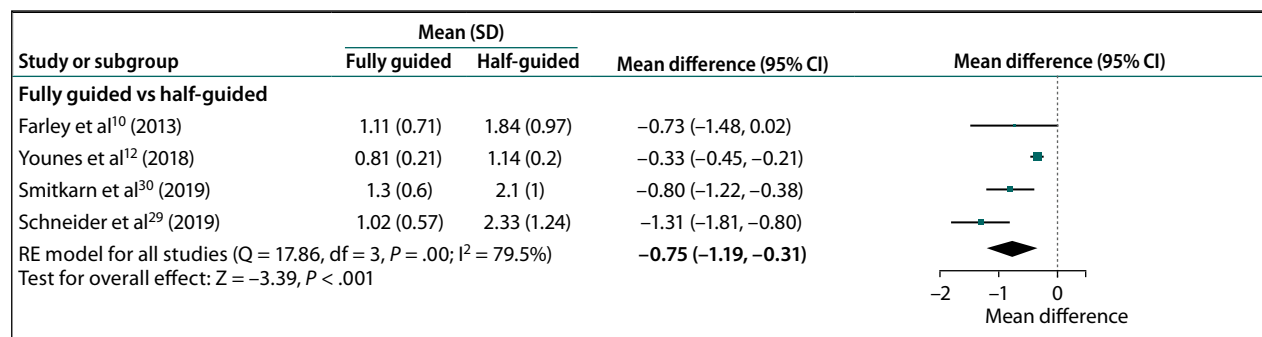 Mean (SD)
Study or subgroup Fully guided Half-guided Mean difference (95% CI) Mean difference (95% CI)
Fully guided vs half-guided
Farley et al¹⁰ (2013) 1.11 (0.71) 1.84 (0.97) –0.73 (–1.48, 0.02)
Younes et al¹² (2018) 0.81 (0.21) 1.14 (0.2) –0.33 (–0.45, –0.21)
Smitkarn et al³⁰ (2019) 1.3 (0.6) 2.1 (1) –0.80 (–1.22, –0.38)
Schneider et al²⁹ (2019) 1.02 (0.57) 2.33 (1.24) –1.31 (–1.81, –0.80)
RE model for all studies (Q = 17.86, df = 3, P = .00; I² = 79.5%) –0.75 (–1.19, –0.31)
Test for overall effect: Z = –3.39, P < .001
–2 –1 0
Mean difference